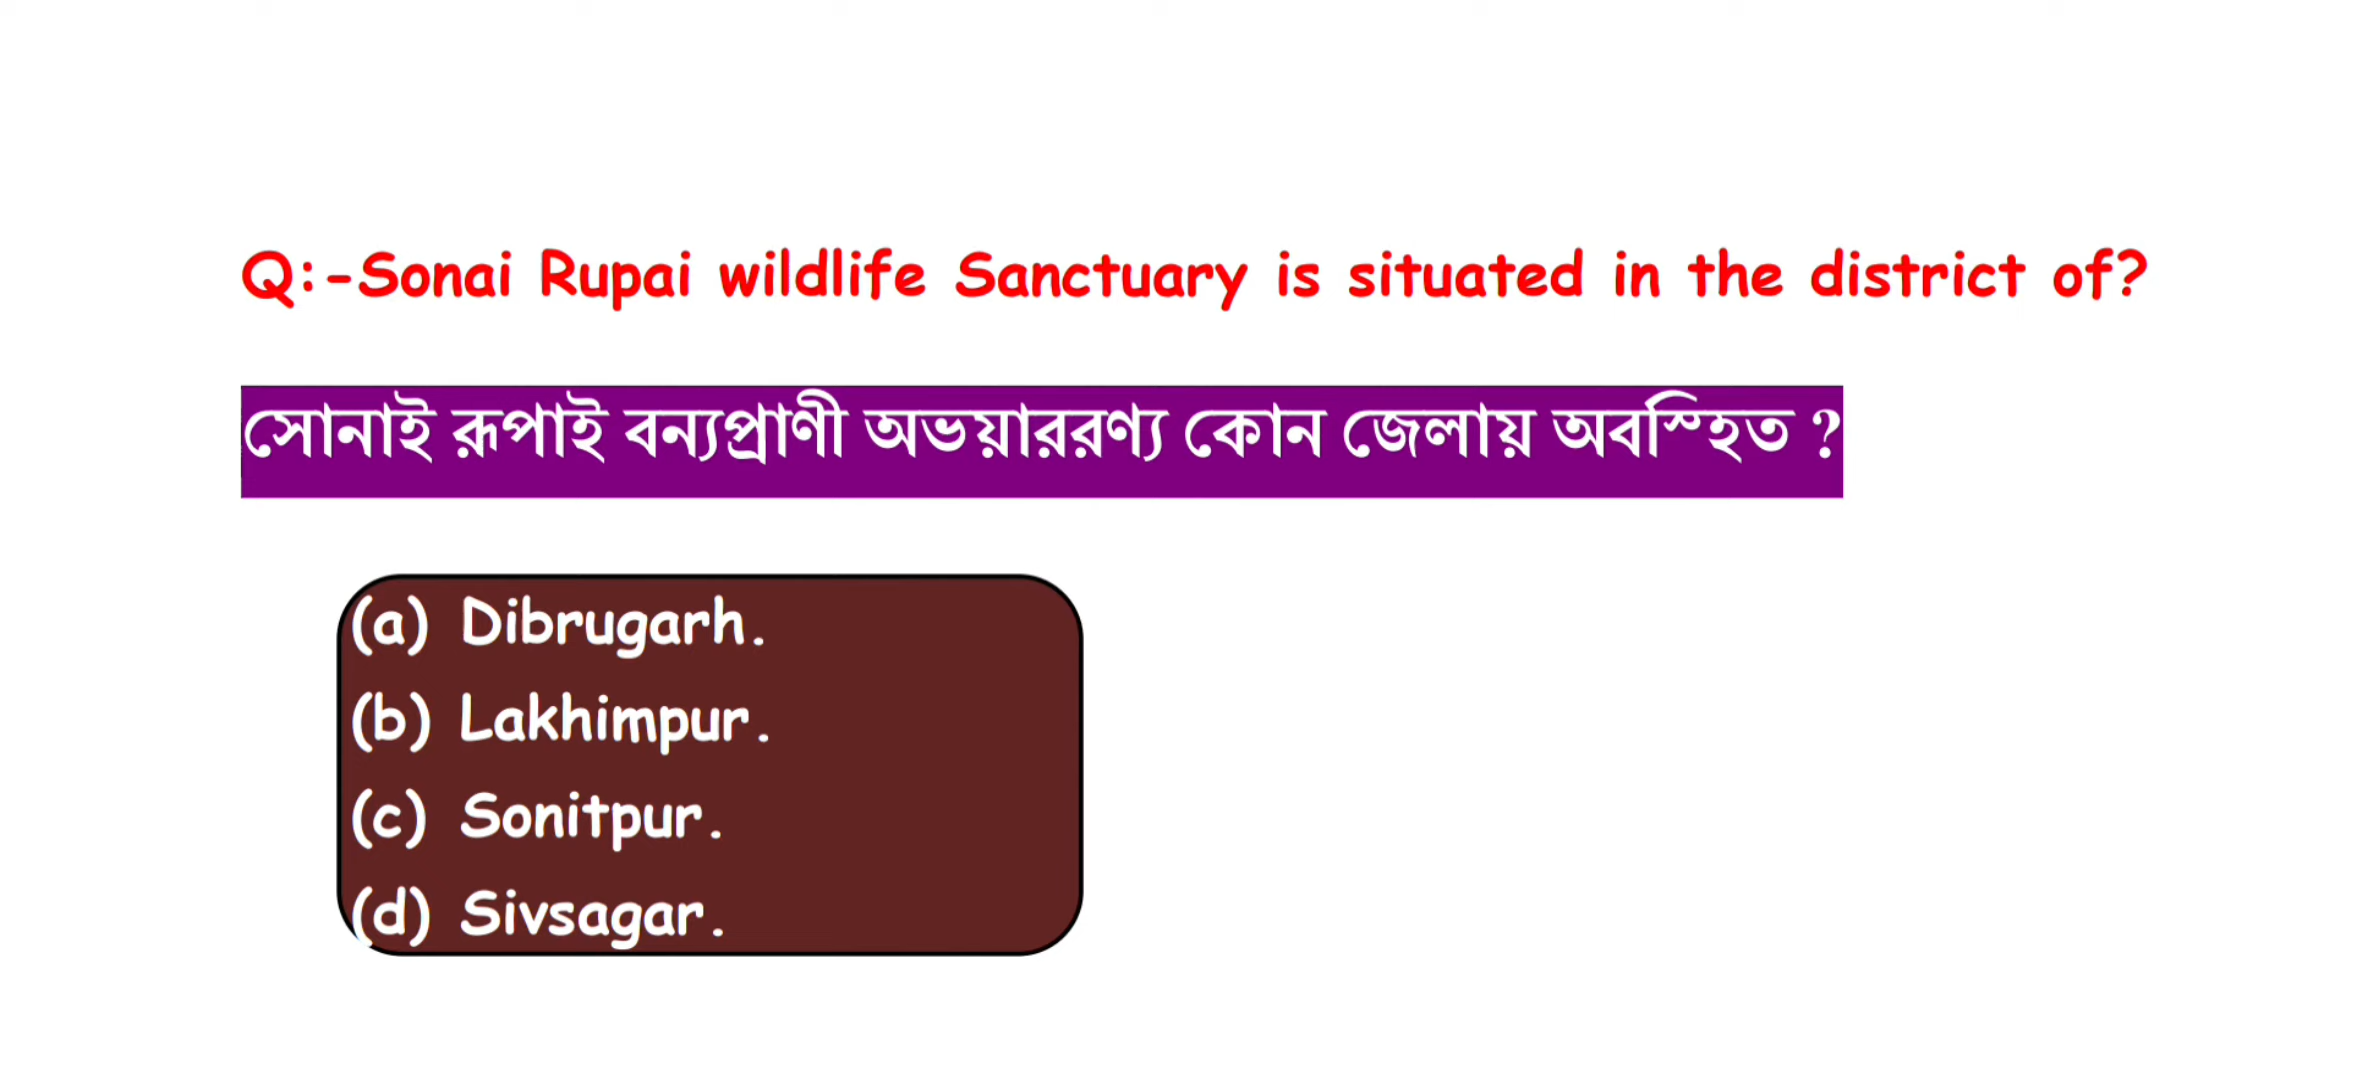 Q:-Sonai Rupai wildlife Sanctuary is situated in the district of?
সোনাই রূপাই বন্যপ্রাণী অভয়াররণ্য কোন জেলায় অবস্হিত ?
(a) Dibrugarh.
(b) Lakhimpur.
(c) Sonitpur.
(d) Sivsagar.